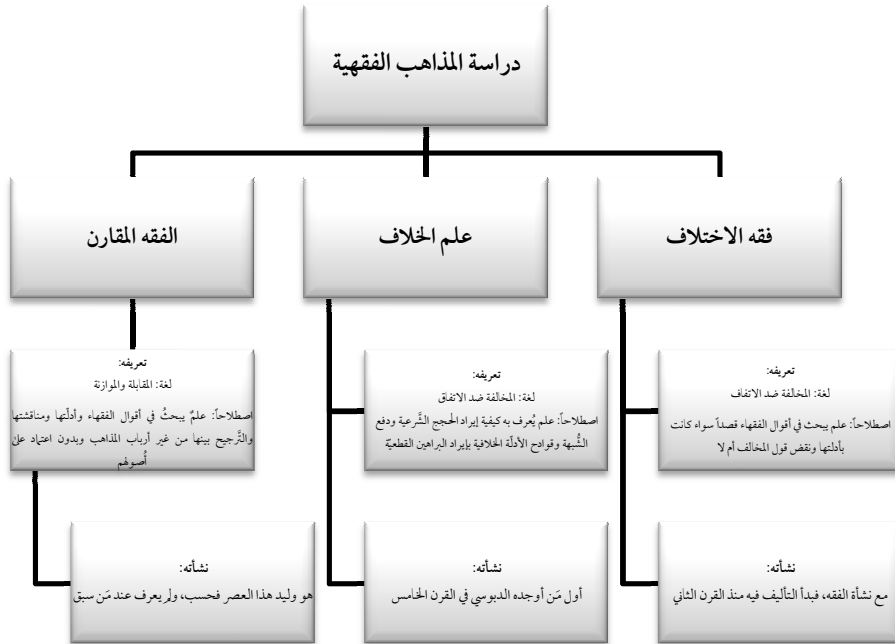 دراسة المذاهب الفقهية
فقه الاختلاف
علم الخلاف
الفقه المقارن
تعريفه:
لغة: المخالفة ضد الاتفاف
اصطلاحاً: علم يبحث في أقوال الفقهاء قصداً سواء كانت
بأدلتها ونقض قول المخالف أم لا
تعريفه:
لغة: المخالفة ضد الاتفاق
اصطلاحاً: علم يُعرف به كيفية إيراد الحجج الشَّرعية ودفع
الشُّبهة وقوادح الأدلّة الخلافية بإيراد البراهين القطعيّة
تعريفه:
لغة: المقابلة والموازنة
اصطلاحاً: علمٌ يبحثُ في أقوال الفقهاء وأدلّتها ومناقشتها
والتَّرجيح بينها من غير أرباب المذاهب وبدون اعتماد على
أُصولهم
نشأته:
مع نشأة الفقه، فبدأ التأليف فيه منذ القرن الثاني
نشأته:
أول مَن أوجده الدبوسي في القرن الخامس
نشأته:
هو وليد هذا العصر فحسب، ولم يعرف عند مَن سبق